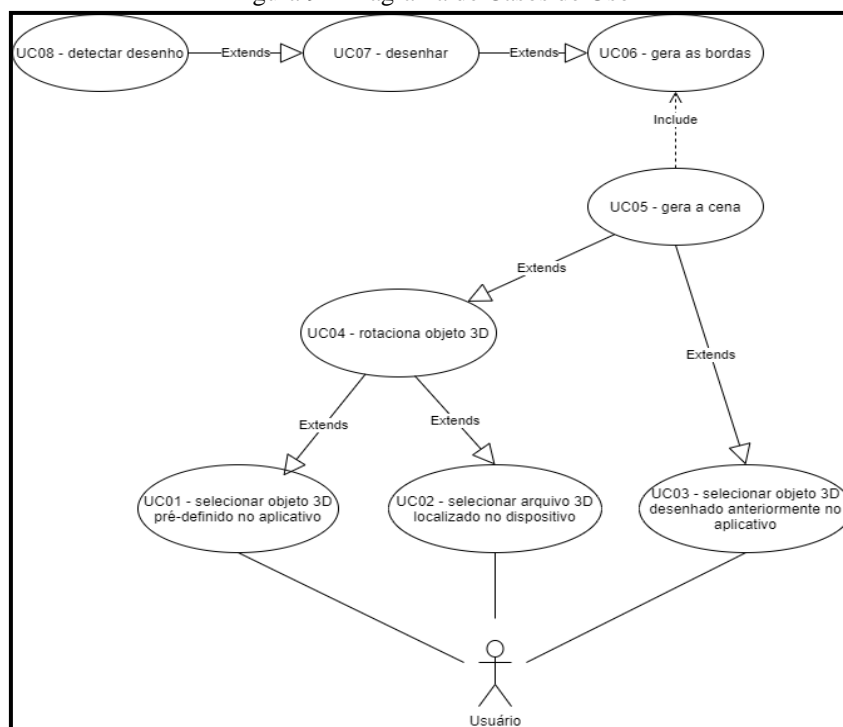 UC08 - detectar desenho
Extends
UC07 - desenhar
Extends
UC06 - gera as bordas
Include
UC05 - gera a cena
Extends
UC04 - rotaciona objeto 3D
Extends
Extends
Extends
UC01 - selecionar objeto 3D
pré-definido no aplicativo
UC02 - selecionar arquivo 3D
localizado no dispositivo
UC03 - selecionar objeto 3D
desenhado anteriormente no
aplicativo
Usuário